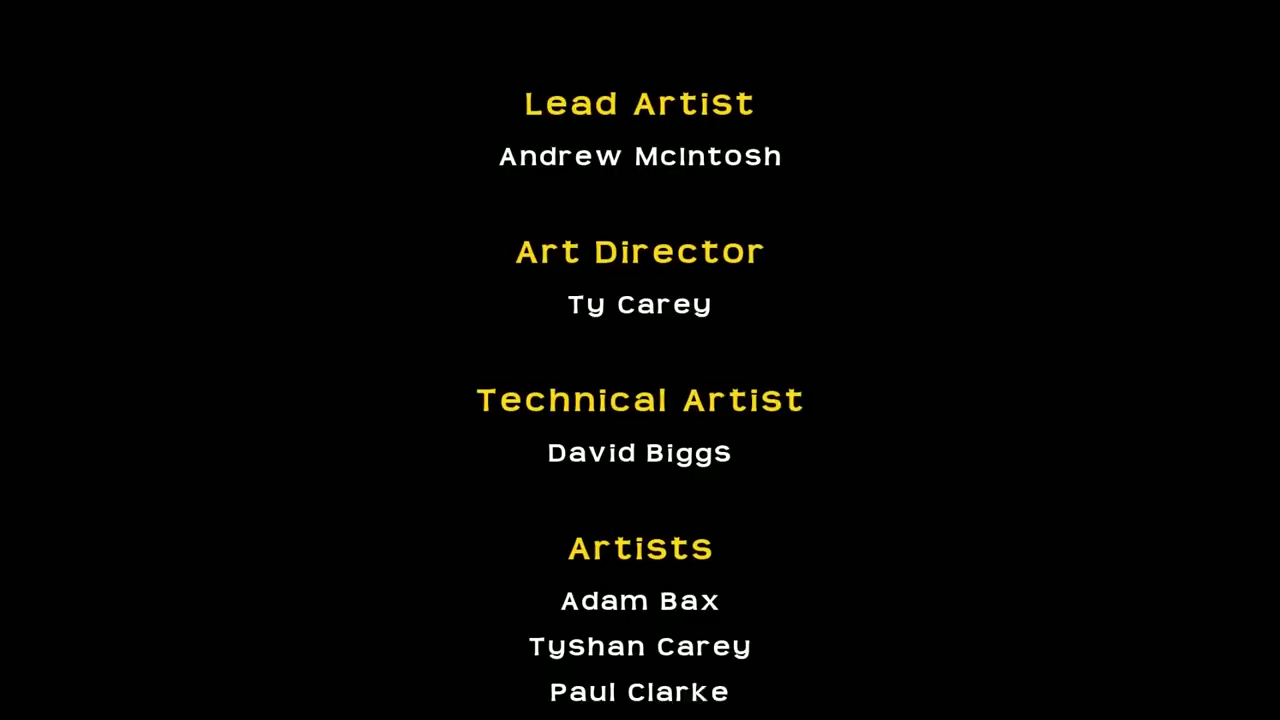 Lead Artist
Andrew McIntosh
Art Director
Ty Carey
Technical Artist
David Biggs
Artists
Adam Bax
Tyshan Carey
Paul Clarke